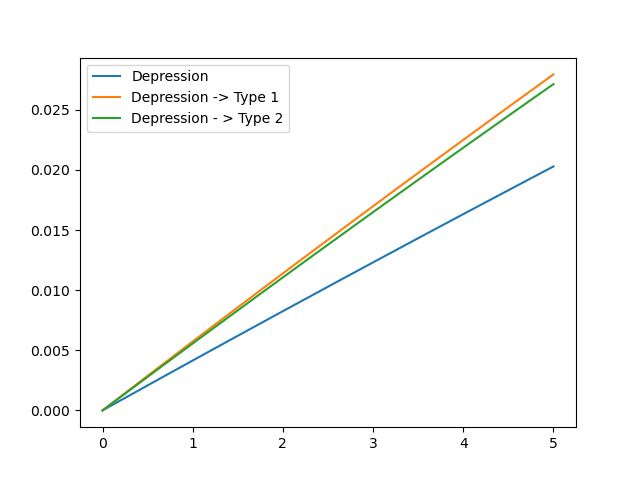 Depression
Depression -> Type 1
Depression - > Type 2
0.025
0.020
0.015
0.010
0.005
0.000
0 1 2 3 4 5